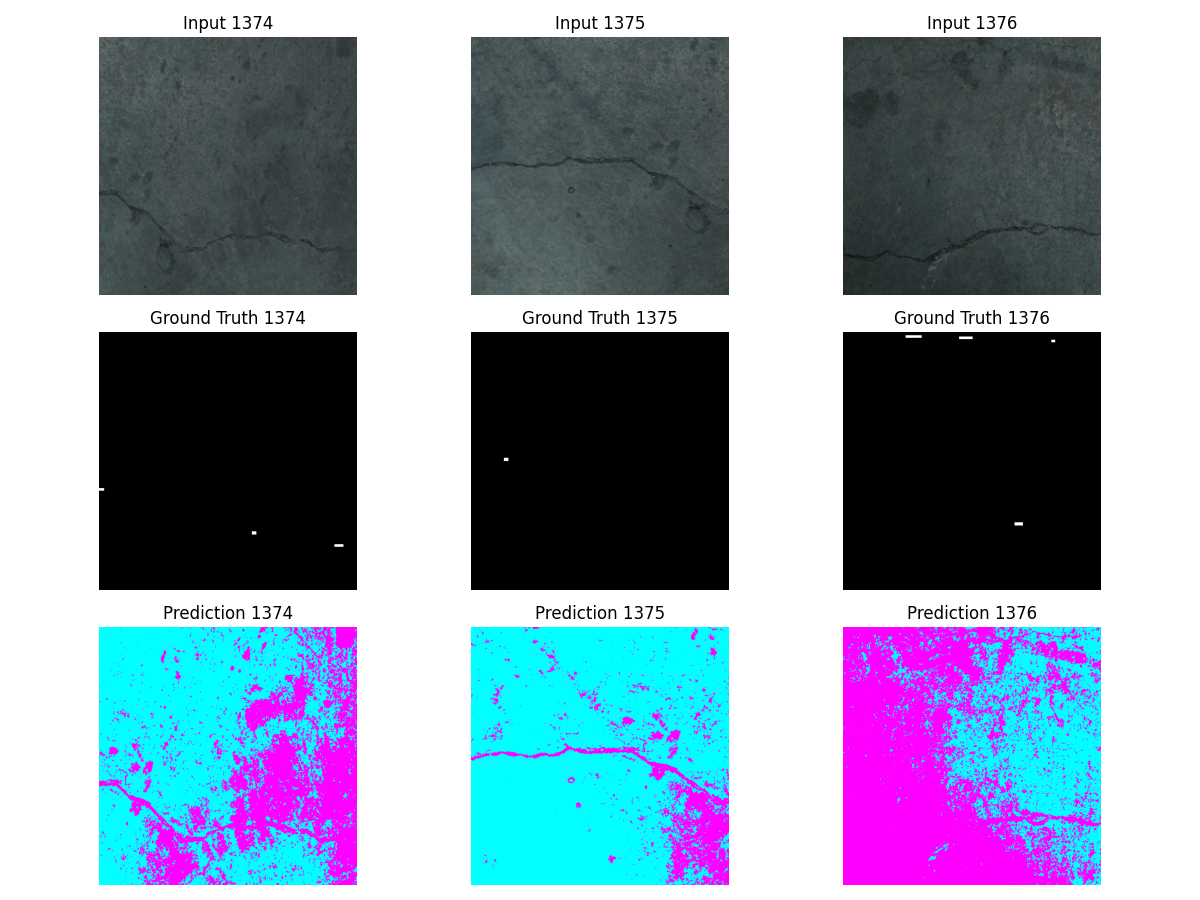 Input 1374
Input 1375
Input 1376
Ground Truth 1374
Ground Truth 1375
Ground Truth 1376
Prediction 1374
Prediction 1375
Prediction 1376